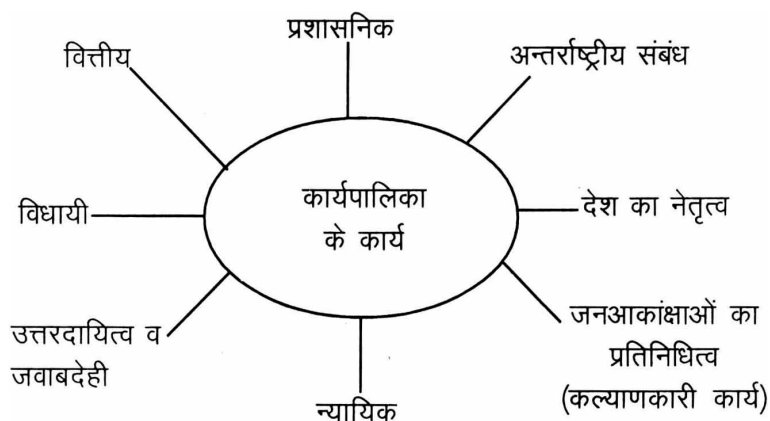 प्रशासनिक
वित्तीय
अन्तर्राष्ट्रीय संबंध
कार्यपालिका
के कार्य
विधायी
देश का नेतृत्व
उत्तरदायित्व व
जवाबदेही
जनआकांक्षाओं का
प्रतिनिधित्व
(कल्याणकारी कार्य)
न्यायिक